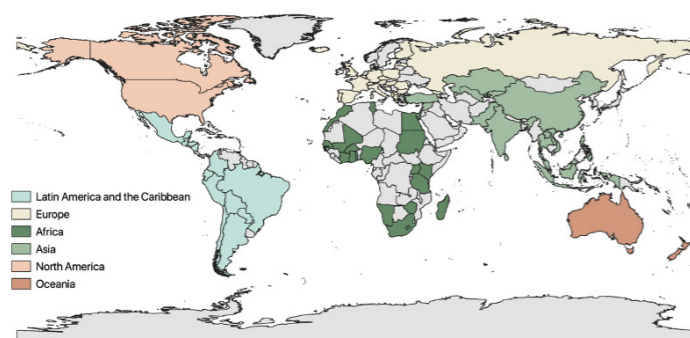 Latin America and the Caribbean
Europe
Africa
Asia
North America
Oceania